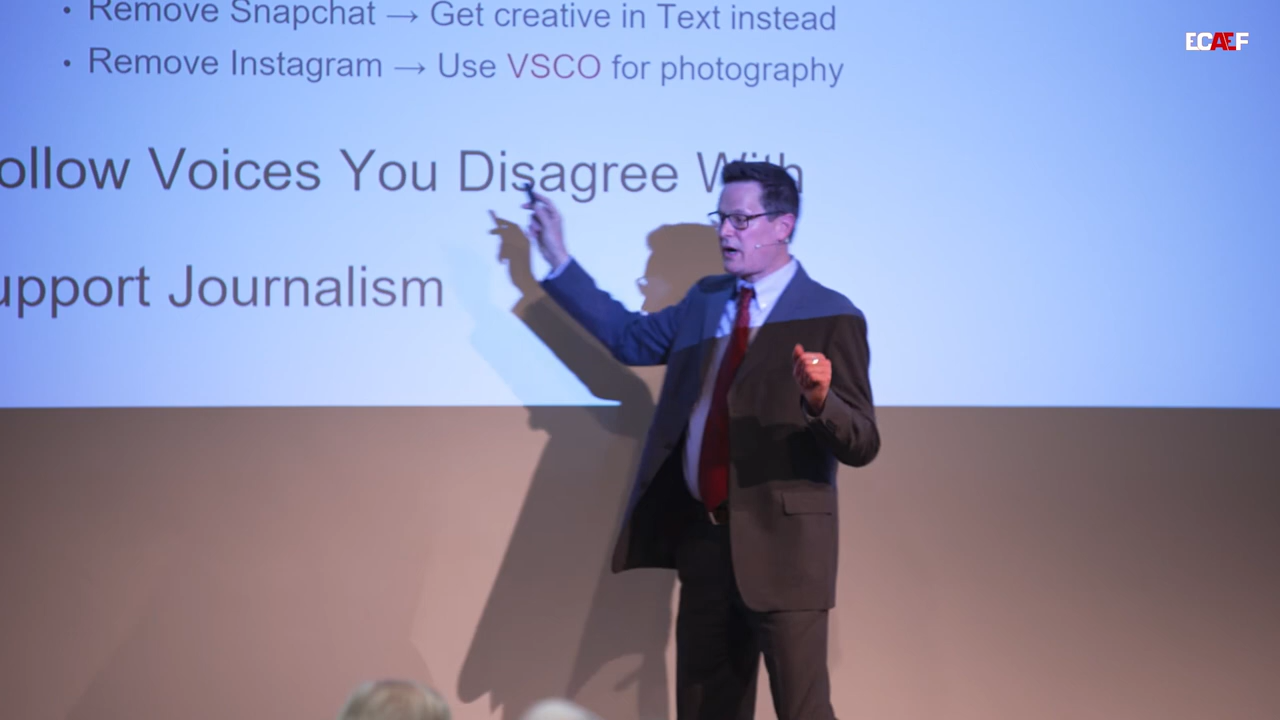 • Remove Snapchat → Get creative in Text instead
ECAEF
• Remove Instagram → Use VSCO for photography
ollow Voices You Disagree With
upport Journalism